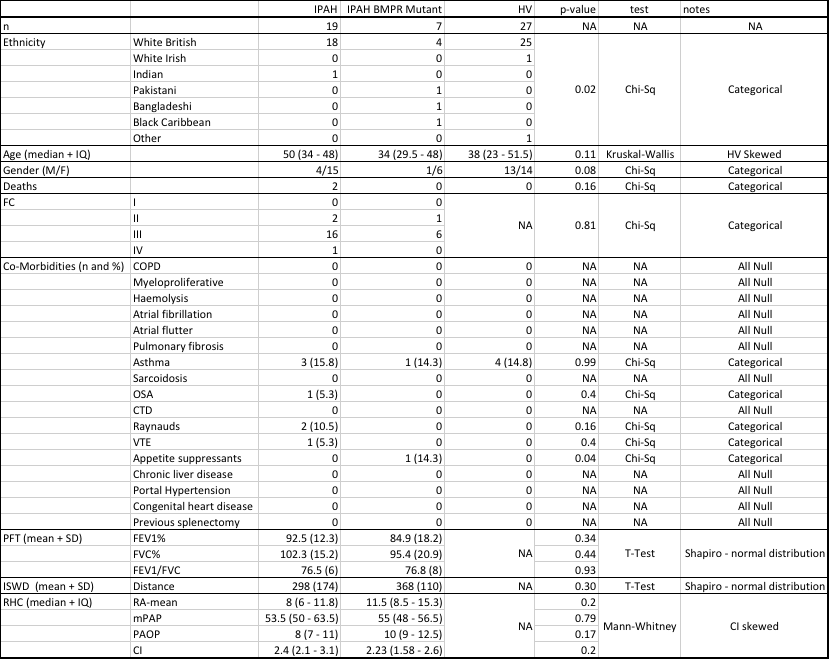 IPAH IPAH BMPR Mutant HV p-value test notes
n 19 7 27 NA NA NA
Ethnicity White British 18 4 25
White Irish 0 0 1
Indian 1 0 0
Pakistani 0 1 0 0.02 Chi-Sq Categorical
Bangladeshi 0 1 0
Black Caribbean 0 1 0
Other 0 0 1
Age (median + IQ) 50 (34 - 48) 34 (29.5 - 48) 38 (23 - 51.5) 0.11 Kruskal-Wallis HV Skewed
Gender (M/F) 4/15 1/6 13/14 0.08 Chi-Sq Categorical
Deaths 2 0 0 0.16 Chi-Sq Categorical
FC I 0 0
II 2 1 NA 0.81 Chi-Sq Categorical
III 16 6
IV 1 0
Co-Morbidities (n and %) COPD 0 0 0 NA NA All Null
Myeloproliferative 0 0 0 NA NA All Null
Haemolysis 0 0 0 NA NA All Null
Atrial fibrillation 0 0 0 NA NA All Null
Atrial flutter 0 0 0 NA NA All Null
Pulmonary fibrosis 0 0 0 NA NA All Null
Asthma 3 (15.8) 1 (14.3) 4 (14.8) 0.99 Chi-Sq Categorical
Sarcoidosis 0 0 0 NA NA All Null
OSA 1 (5.3) 0 0 0.4 Chi-Sq Categorical
CTD 0 0 0 NA NA All Null
Raynauds 2 (10.5) 0 0 0.16 Chi-Sq Categorical
VTE 1 (5.3) 0 0 0.4 Chi-Sq Categorical
Appetite suppressants 0 1 (14.3) 0 0.04 Chi-Sq Categorical
Chronic liver disease 0 0 0 NA NA All Null
Portal Hypertension 0 0 0 NA NA All Null
Congenital heart disease 0 0 0 NA NA All Null
Previous splenectomy 0 0 0 NA NA All Null
PFT (mean + SD) FEV1% 92.5 (12.3) 84.9 (18.2) 0.34
FVC% 102.3 (15.2) 95.4 (20.9) NA 0.44 T-Test Shapiro - normal distribution
FEV1/FVC 76.5 (6) 76.8 (8) 0.93
ISWD (mean + SD) Distance 298 (174) 368 (110) NA 0.30 T-Test Shapiro - normal distribution
RHC (median + IQ) RA-mean 8 (6 - 11.8) 11.5 (8.5 - 15.3) 0.2
mPAP 53.5 (50 - 63.5) 55 (48 - 56.5) NA 0.79 Mann-Whitney CI skewed
PAOP 8 (7 - 11) 10 (9 - 12.5) 0.17
CI 2.4 (2.1 - 3.1) 2.23 (1.58 - 2.6) 0.2